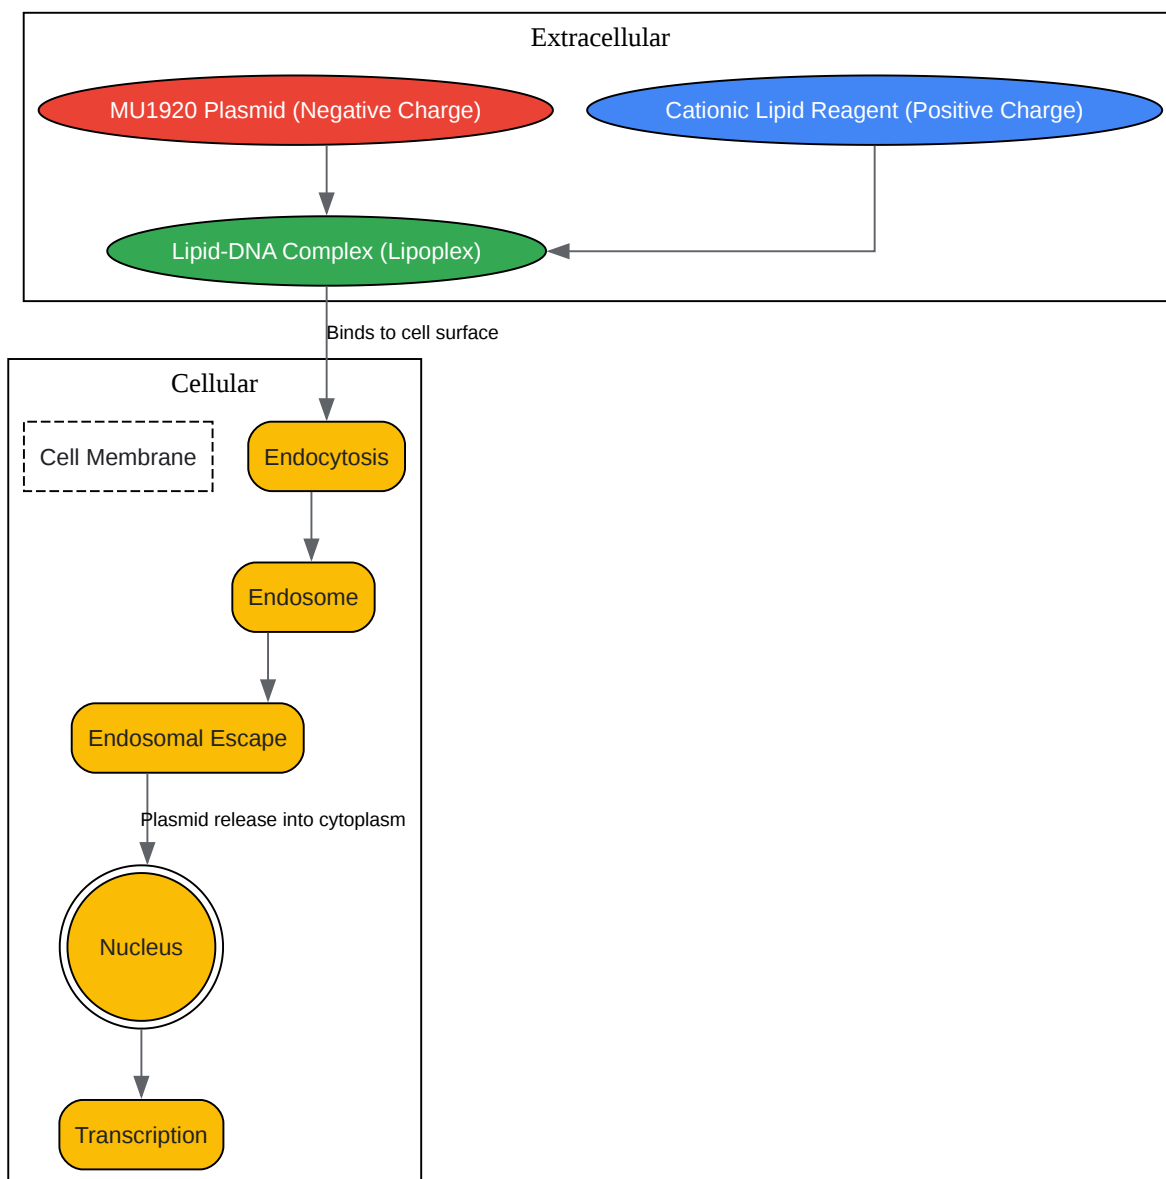 Extracellular
MU1920 Plasmid (Negative Charge)
Cationic Lipid Reagent (Positive Charge)
Lipid-DNA Complex (Lipoplex)
Binds to cell surface
Cellular
Cell Membrane
Endocytosis
Endosome
Endosomal Escape
Plasmid release into cytoplasm
Nucleus
Transcription